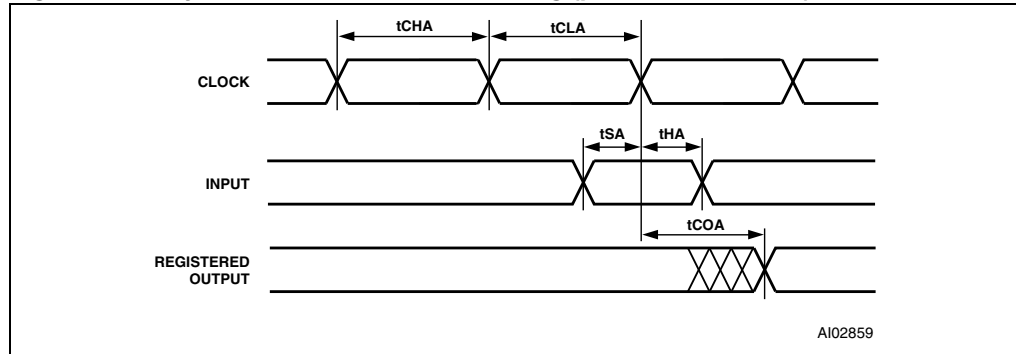 tCHA tCLA
CLOCK
tSA tHA
INPUT
tCOA
REGISTERED
OUTPUT
AI02859